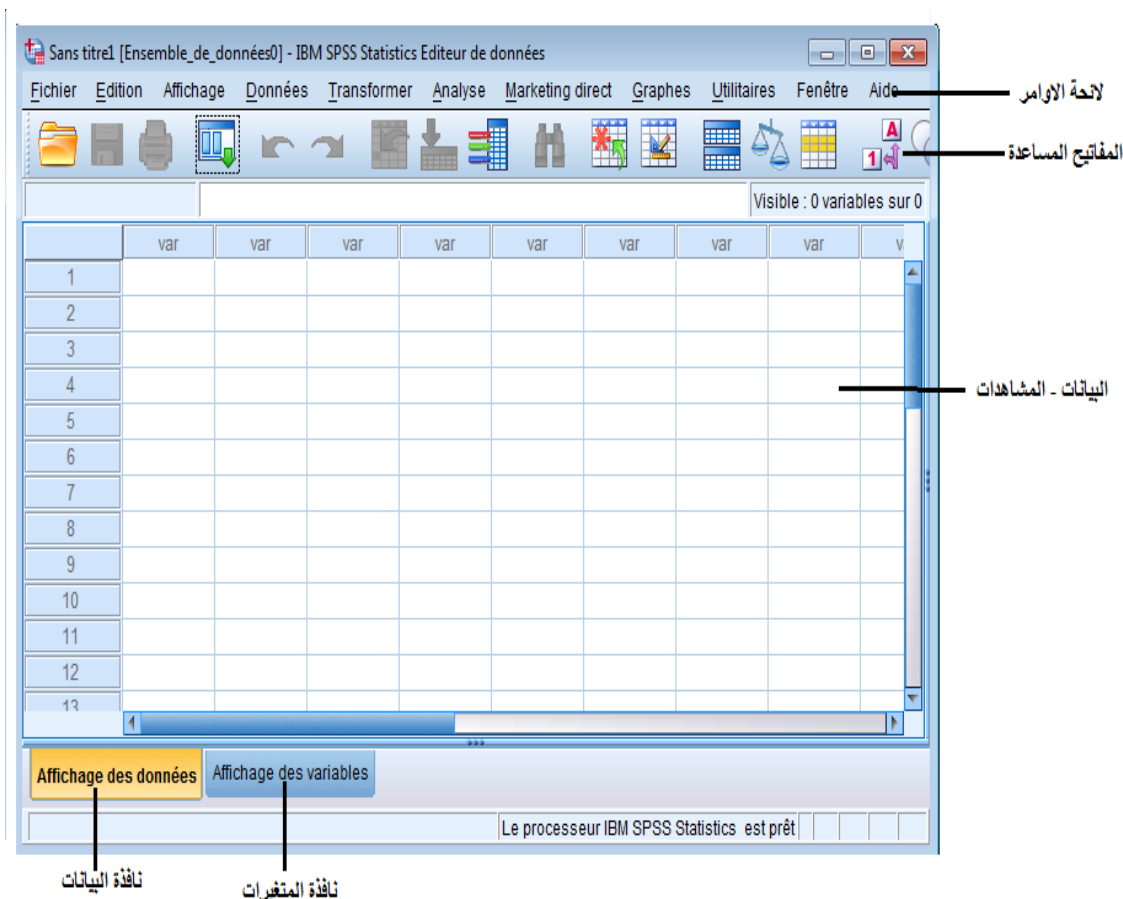 Sans titre1 [Ensemble_de_données0] - IBM SPSS Statistics Editeur de données
Fichier Edition Affichage Données Transformer Analyse Marketing direct Graphes Utilitaires Fenêtre Aide
لائحة الاوامر
A
1
المفاتيح المساعدة
Visible : 0 variables sur 0
var var var var var var var var v
1
2
3
4
البيانات - المشاهدات
5
6
7
8
9
10
11
12
13
Affichage des données Affichage des variables
Le processeur IBM SPSS Statistics est prêt
نافذة البيانات
نافذة المتغيرات